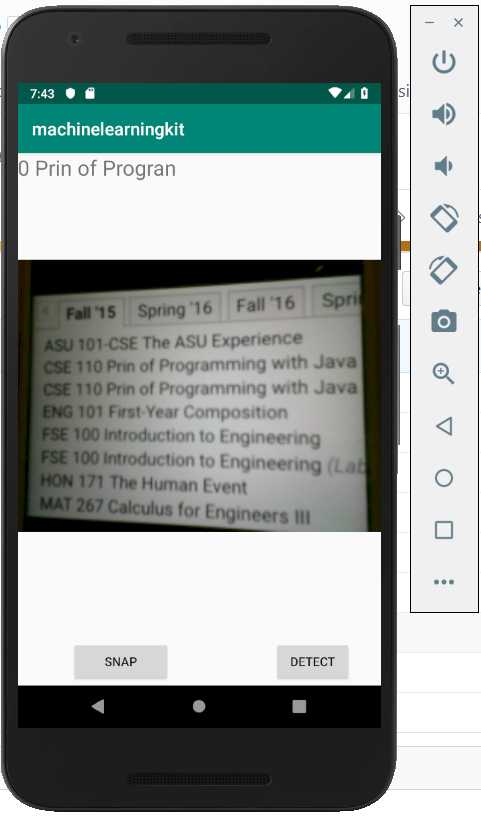 7:43
machinelearningkit
0 Prin of Progran
Fall '15 Spring '16 Fall '16 Spri
ASU 101-CSE The ASU Experience
CSE 110 Prin of Programming with Java
CSE 110 Prin of Programming with Java
ENG 101 First-Year Composition
FSE 100 Introduction to Engineering
FSE 100 Introduction to Engineering (Lab
HON 171 The Human Event
MAT 267 Calculus for Engineers III
SNAP DETECT